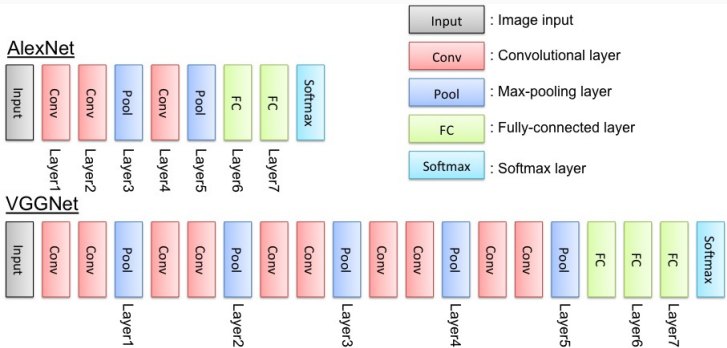 Input : Image input
Conv : Convolutional layer
Pool : Max-pooling layer
FC : Fully-connected layer
Softmax : Softmax layer
AlexNet
Input Conv Conv Pool Conv Pool FC FC Softmax
Layer1 Layer2 Layer3 Layer4 Layer5 Layer6 Layer7
VGGNet
Input Conv Conv Pool Conv Conv Pool Conv Conv Pool Conv Conv Pool Conv Conv Pool FC FC FC Softmax
Layer1 Layer2 Layer3 Layer4 Layer5 Layer6 Layer7